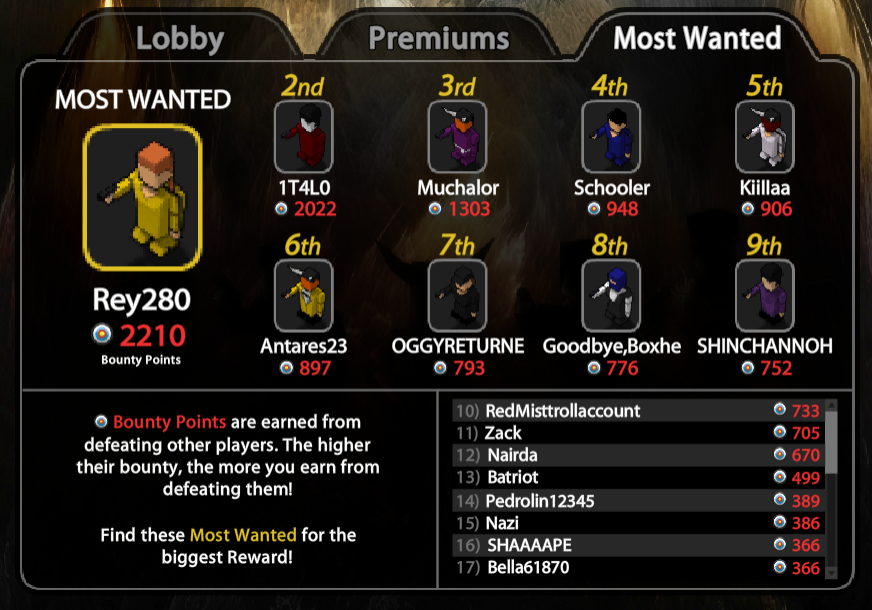 Lobby
Premiums
Most Wanted
MOST WANTED
Rey280
2210
Bounty Points
2nd
1T4L0
2022
3rd
Muchalor
1303
4th
Schooler
948
5th
Kiillaa
906
6th
Antares23
897
7th
OGGYRETURNE
793
8th
Goodbye,Boxhe
776
9th
SHINCHANNOH
752
Bounty Points are earned from
defeating other players. The higher
their bounty, the more you earn from
defeating them!
Find these Most Wanted for the
biggest Reward!
10) RedMisttrollaccount 733
11) Zack 705
12) Nairda 670
13) Batriot 499
14) Pedrolin12345 389
15) Nazi 386
16) SHAAAAPE 366
17) Bella61870 366